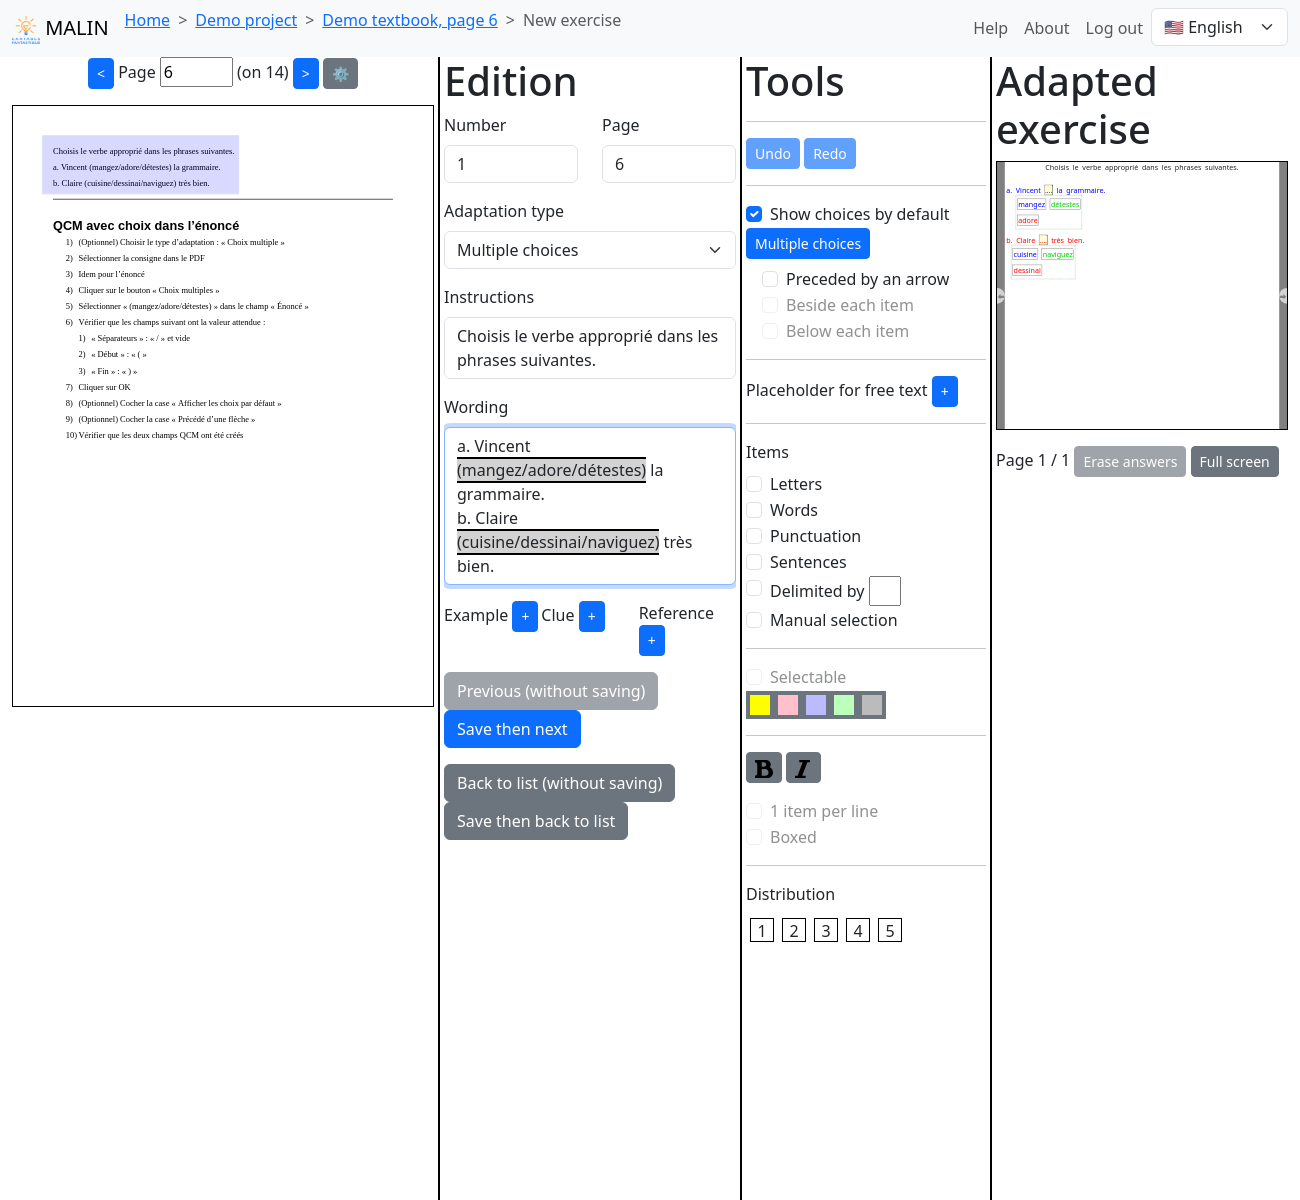 MALIN
Home > Demo project > Demo textbook, page 6 > New exercise
Help About Log out 🇺🇸 English
< Page 6 (on 14) > ⚙️
Choisis le verbe approprié dans les phrases suivantes.
a. Vincent (mangez/adore/détestes) la grammaire.
b. Claire (cuisine/dessinai/naviguez) très bien.
QCM avec choix dans l'énoncé
1) (Optionnel) Choisir le type d'adaptation : « Choix multiple »
2) Sélectionner la consigne dans le PDF
3) Idem pour l'énoncé
4) Cliquer sur le bouton « Choix multiples »
5) Sélectionner « (mangez/adore/détestes) » dans le champ « Énoncé »
6) Vérifier que les champs suivant ont la valeur attendue :
1) « Séparateurs » : « / » et vide
2) « Début » : « ( »
3) « Fin » : « ) »
7) Cliquer sur OK
8) (Optionnel) Cocher la case « Afficher les choix par défaut »
9) (Optionnel) Cocher la case « Précédé d'une flèche »
10) Vérifier que les deux champs QCM ont été créés
Edition
Number Page
1 6
Adaptation type
Multiple choices
Instructions
Choisis le verbe approprié dans les
phrases suivantes.
Wording
a. Vincent
(mangez/adore/détestes) la
grammaire.
b. Claire
(cuisine/dessinai/naviguez) très
bien.
Example + Clue + Reference
+
Previous (without saving)
Save then next
Back to list (without saving)
Save then back to list
Tools
Undo Redo
Show choices by default
Multiple choices
Preceded by an arrow
Beside each item
Below each item
Placeholder for free text +
Items
Letters
Words
Punctuation
Sentences
Delimited by
Manual selection
Selectable
B I
1 item per line
Boxed
Distribution
1 2 3 4 5
Adapted
exercise
Choisis le verbe approprié dans les phrases suivantes.
a. Vincent ... la grammaire.
mangez détestes
adore
b. Claire ... très bien.
cuisine naviguez
dessinai
Page 1 / 1 Erase answers Full screen